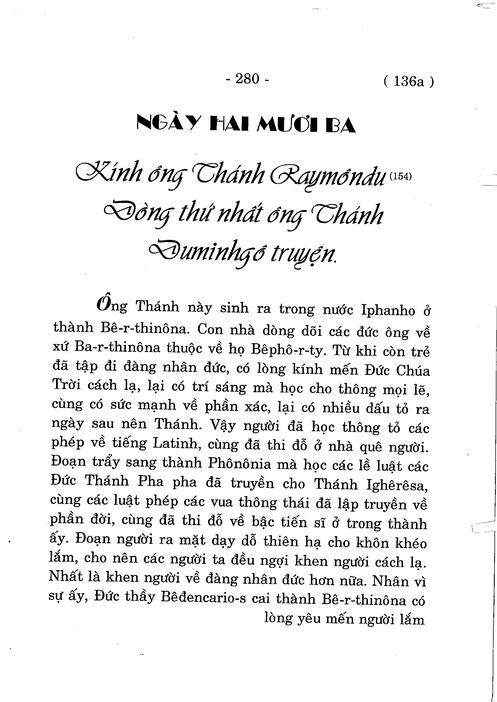 - 280 -
( 136a )
NGÀY HAI MƯƠI BA
Kính ông Thánh Raymônđu (154)
Dòng thứ nhất ông Thánh
Duminhgô truyện.
Ông Thánh này sinh ra trong nước Iphanho ở
thành Bê-r-thinôna. Con nhà dòng dõi các đức ông về
xứ Ba-r-thinôna thuộc về họ Bêphô-r-ty. Từ khi còn trẻ
đã tập đi đàng nhân đức, có lòng kính mến Đức Chúa
Trời cách lạ, lại có trí sáng mà học cho thông mọi lẽ,
cùng có sức mạnh về phần xác, lại có nhiều dấu tỏ ra
ngày sau nên Thánh. Vậy người đã học thông tỏ các
phép về tiếng Latinh, cùng đã thi đỗ ở nhà quê người.
Đoạn trẩy sang thành Phônônia mà học các lề luật các
Đức Thánh Pha pha đã truyền cho Thánh Ighêrêsa,
cùng các luật phép các vua thông thái đã lập truyền về
phần đời, cùng đã thi đỗ về bậc tiến sĩ ở trong thành
ấy. Đoạn người ra mặt dạy dỗ thiên hạ cho khôn khéo
lắm, cho nên các người ta đều ngợi khen người cách lạ.
Nhất là khen người về đàng nhân đức hơn nữa. Nhân vì
sự ấy, Đức thầy Bêđencario-s cai thành Bê-r-thinôna có
lòng yêu mến người lắm